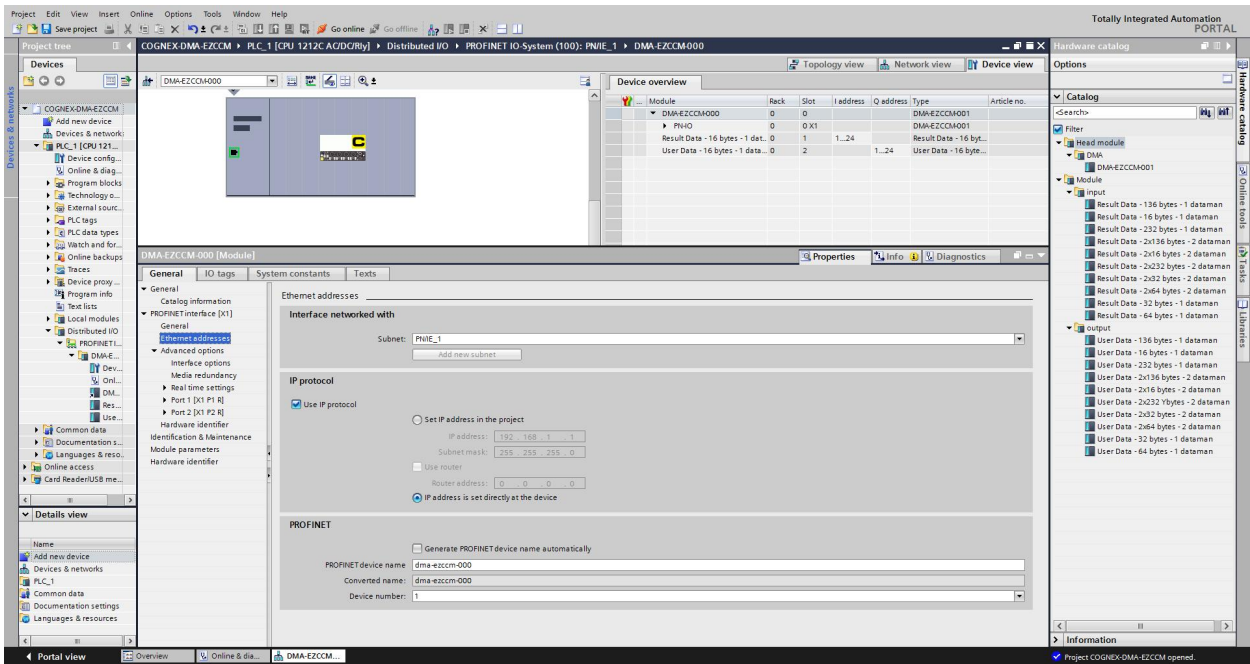 Project Edit View Insert Online Options Tools Window Help
Totally Integrated Automation
PORTAL
Save project
Go online
Go offline
Project tree
COGNEX-DMA-EZCCM ▸ PLC_1 [CPU 1212C AC/DC/Rly] ▸ Distributed I/O ▸ PROFINET IO-System (100): PN/IE_1 ▸ DMA-EZCCM-000
Hardware catalog
Devices
Topology view
Network view
Device view
Options
DMA-EZCCM-000
Device overview
Module
... Rack Slot I address Q address Type Article no.
DMA-EZCCM-000 0 0 DMA-EZCCM-001
PN-IO 0 0 X1 DMA-EZCCM-001
Result Data - 16 bytes - 1 dat... 0 1 1...24 Result Data - 16 byt...
User Data - 16 bytes - 1 data... 0 2 1...24 User Data - 16 byte...
COGNEX-DMA-EZCCM
Add new device
Devices & network:
PLC_1 [CPU 121...
Device config...
Online & diag...
Program blocks
Technology o...
External sourc...
PLC tags
PLC data types
Watch and for...
Online backups
Traces
Device proxy ...
Program info
Text lists
Local modules
Distributed I/O
PROFINET I...
DMA-E...
Dev...
Onl...
DM...
Res...
Use...
Common data
Documentation s...
Languages & reso...
Online access
Card Reader/USB me...
Details view
Name
Add new device
Devices & networks
PLC_1
Common data
Documentation settings
Languages & resources
DMA-EZCCM-000 [Module]
Properties
Info
Diagnostics
General
IO tags
System constants
Texts
General
Catalog information
PROFINET interface [X1]
General
Ethernet addresses
Advanced options
Interface options
Media redundancy
Real time settings
Port 1 [X1 P1 R]
Port 2 [X1 P2 R]
Hardware identifier
Identification & Maintenance
Module parameters
Hardware identifier
Ethernet addresses
Interface networked with
Subnet: PN/IE_1
Add new subnet
IP protocol
Use IP protocol
Set IP address in the project
IP address: 192 . 168 . 1 . 1
Subnet mask: 255 . 255 . 255 . 0
Use router
Router address: 0 . 0 . 0 . 0
IP address is set directly at the device
PROFINET
Generate PROFINET device name automatically
PROFINET device name dma-ezccm-000
Converted name: dma-ezccm-000
Device number: 1
Catalog
<Search>
Filter
Head module
DMA
DMA-EZCCM-001
Module
input
Result Data - 136 bytes - 1 dataman
Result Data - 16 bytes - 1 dataman
Result Data - 232 bytes - 1 dataman
Result Data - 2x136 bytes - 2 dataman
Result Data - 2x16 bytes - 2 dataman
Result Data - 2x232 bytes - 2 dataman
Result Data - 2x32 bytes - 2 dataman
Result Data - 2x64 bytes - 2 dataman
Result Data - 32 bytes - 1 dataman
Result Data - 64 bytes - 1 dataman
output
User Data - 136 bytes - 1 dataman
User Data - 16 bytes - 1 dataman
User Data - 232 bytes - 1 dataman
User Data - 2x136 bytes - 2 dataman
User Data - 2x16 bytes - 2 dataman
User Data - 2x232 Ybytes - 2 dataman
User Data - 2x32 bytes - 2 dataman
User Data - 2x64 bytes - 2 dataman
User Data - 32 bytes - 1 dataman
User Data - 64 bytes - 1 dataman
Information
Devices & networks
Hardware catalog
Online tools
Tasks
Libraries
Portal view
Overview
Online & dia...
DMA-EZCCM...
Project COGNEX-DMA-EZCCM opened.